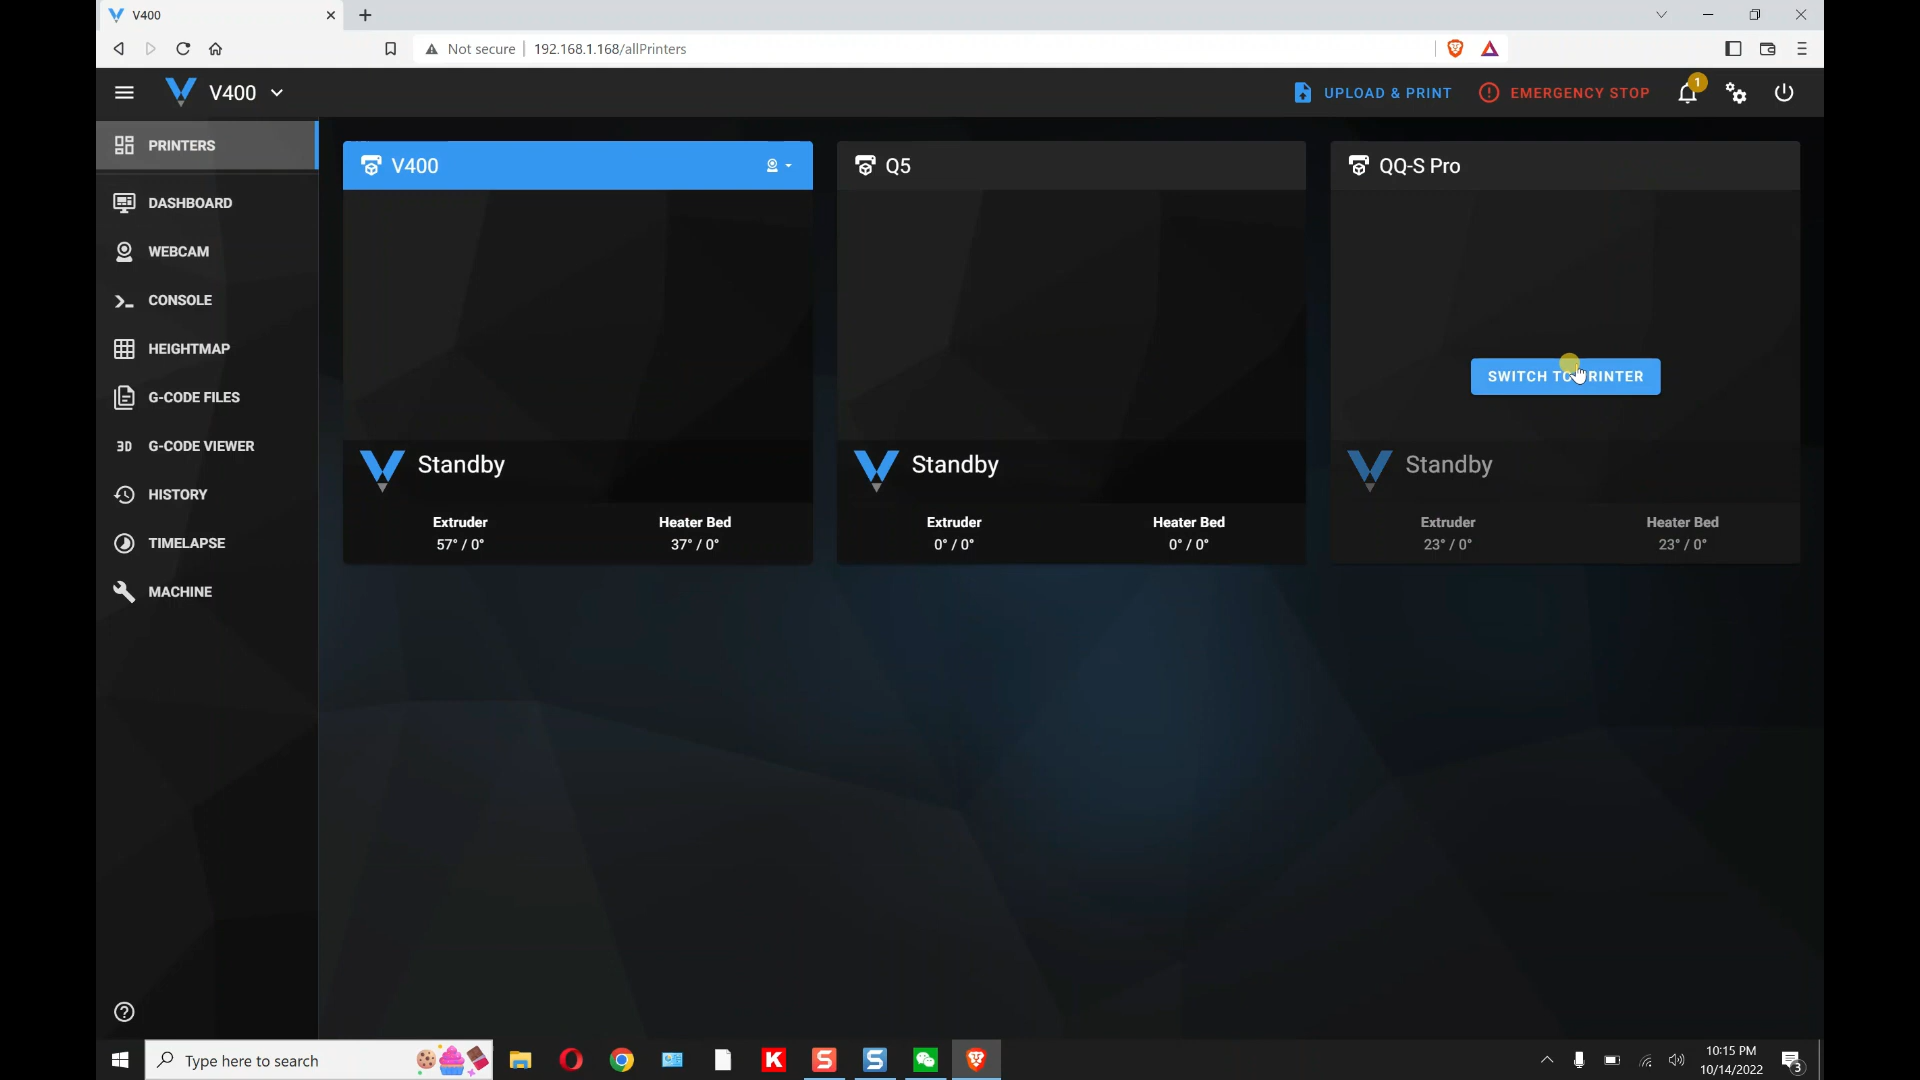 V400
Not secure
192.168.1.168/allPrinters
V400
UPLOAD & PRINT
EMERGENCY STOP
1
PRINTERS
DASHBOARD
WEBCAM
CONSOLE
HEIGHTMAP
G-CODE FILES
3D G-CODE VIEWER
HISTORY
TIMELAPSE
MACHINE
V400
Standby
Extruder
57° / 0°
Heater Bed
37° / 0°
Q5
Standby
Extruder
0° / 0°
Heater Bed
0° / 0°
QQ-S Pro
SWITCH TO PRINTER
Standby
Extruder
23° / 0°
Heater Bed
23° / 0°
Type here to search
K
S
S
10:15 PM
10/14/2022
3